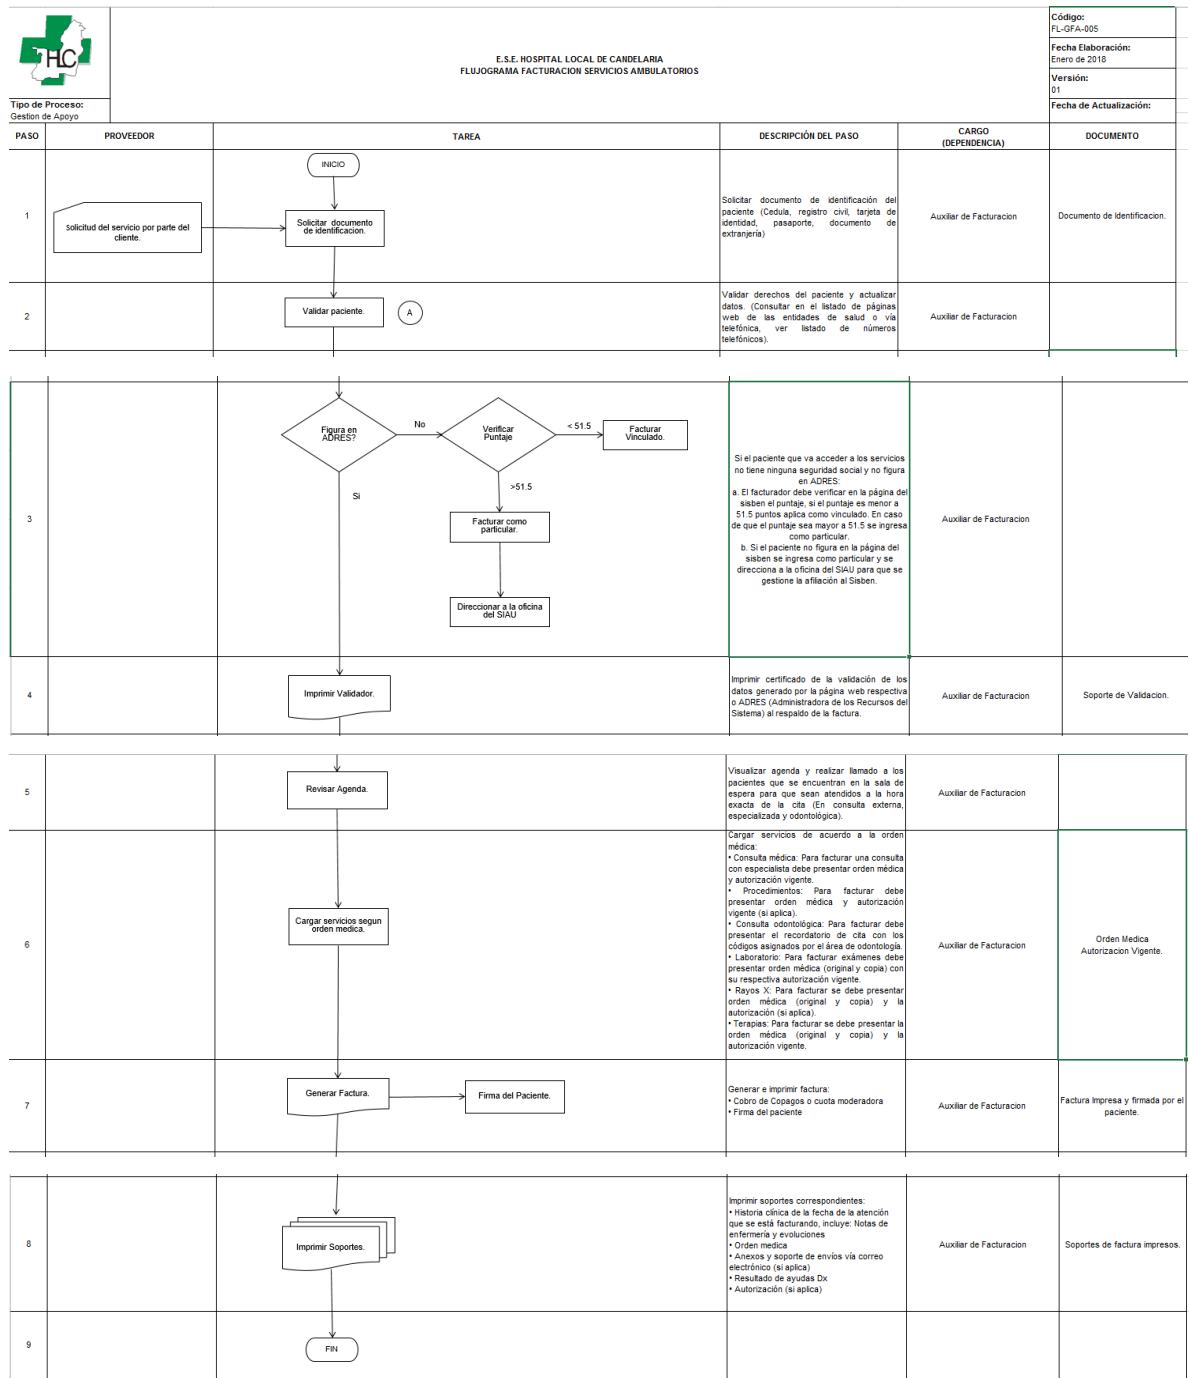 HLC
Tipo de Proceso:
Gestion de Apoyo
E.S.E. HOSPITAL LOCAL DE CANDELARIA
FLUJOGRAMA FACTURACION SERVICIOS AMBULATORIOS
Código:
FL-GFA-005
Fecha Elaboración:
Enero de 2018
Versión:
01
Fecha de Actualización:
PASO
PROVEEDOR
TAREA
DESCRIPCIÓN DEL PASO
CARGO
(DEPENDENCIA)
DOCUMENTO
1
Solicitud del servicio por parte del
cliente.
INICIO
Solicitar documento
de identificacion.
Solicitar documento de identificación del
paciente (Cedula, registro civil, tarjeta de
identidad, pasaporte, documento de
extranjería)
Auxiliar de Facturacion
Documento de Identificacion.
2
Validar paciente.
A
Validar derechos del paciente y actualizar
datos. (Consultar en el listado de páginas
web de las entidades de salud o vía
telefónica, ver listado de números
telefónicos).
Auxiliar de Facturacion
3
Figura en
ADRES?
No
Verificar
Puntaje
< 51.5
Facturar
Vinculado.
Si
>51.5
Facturar como
particular.
Direccionar a la oficina
del SIAU
Si el paciente que va acceder a los servicios
no tiene ninguna seguridad social y no figura
en ADRES:
a. El facturador debe verificar en la página del
sisben el puntaje, si el puntaje es menor a
51.5 puntos aplica como vinculado. En caso
de que el puntaje sea mayor a 51.5 se ingresa
como particular.
b. Si el paciente no figura en la página del
sisben se ingresa como particular y se
direcciona a la oficina del SIAU para que se
gestione la afiliación al Sisben.
Auxiliar de Facturacion
4
Imprimir Validador.
Imprimir certificado de la validación de los
datos generado por la página web respectiva
o ADRES (Administradora de los Recursos del
Sistema) al respaldo de la factura.
Auxiliar de Facturacion
Soporte de Validacion.
5
Revisar Agenda.
Visualizar agenda y realizar llamado a los
pacientes que se encuentran en la sala de
espera para que sean atendidos a la hora
exacta de la cita (En consulta externa,
especializada y odontológica).
Auxiliar de Facturacion
6
Cargar servicios segun
orden medica.
Cargar servicios de acuerdo a la orden
médica:
• Consulta médica: Para facturar una consulta
con especialista debe presentar orden médica
y autorización vigente.
• Procedimientos: Para facturar debe
presentar orden médica y autorización
vigente (si aplica).
• Consulta odontológica: Para facturar debe
presentar el recordatorio de cita con los
códigos asignados por el área de odontología.
• Laboratorio: Para facturar exámenes debe
presentar orden médica (original y copia) con
su respectiva autorización vigente.
• Rayos X: Para facturar se debe presentar
orden médica (original y copia) y la
autorización (si aplica).
• Terapias: Para facturar se debe presentar la
orden médica (original y copia) y la
autorización vigente.
Auxiliar de Facturacion
Orden Medica
Autorizacion Vigente.
7
Generar Factura.
Firma del Paciente.
Generar e imprimir factura:
• Cobro de Copagos o cuota moderadora
• Firma del paciente
Auxiliar de Facturacion
Factura Impresa y firmada por el
paciente.
8
Imprimir Soportes.
Imprimir soportes correspondientes:
• Historia clínica de la fecha de la atención
que se está facturando, incluye: Notas de
enfermería y evoluciones
• Orden medica
• Anexos y soporte de envíos vía correo
electrónico (si aplica)
• Resultado de ayudas Dx
• Autorización (si aplica)
Auxiliar de Facturacion
Soportes de factura impresos.
9
FIN